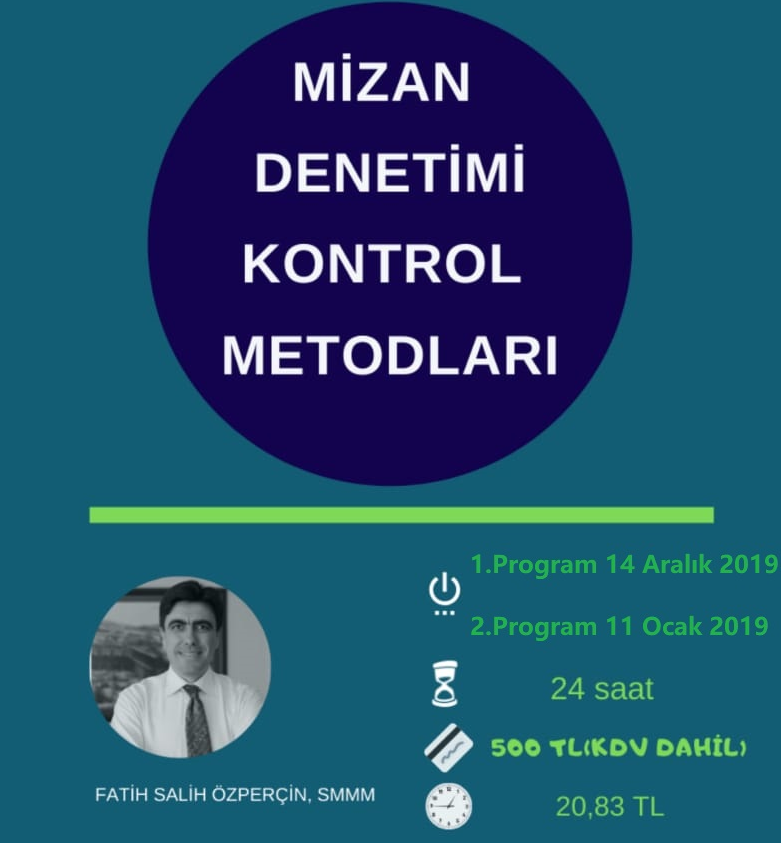 MİZAN
DENETİMİ
KONTROL
METODLARI
1.Program 14 Aralık 2019
2.Program 11 Ocak 2019
24 saat
500 TL(KDV DAHİL)
20,83 TL
FATİH SALİH ÖZPERÇİN, SMMM